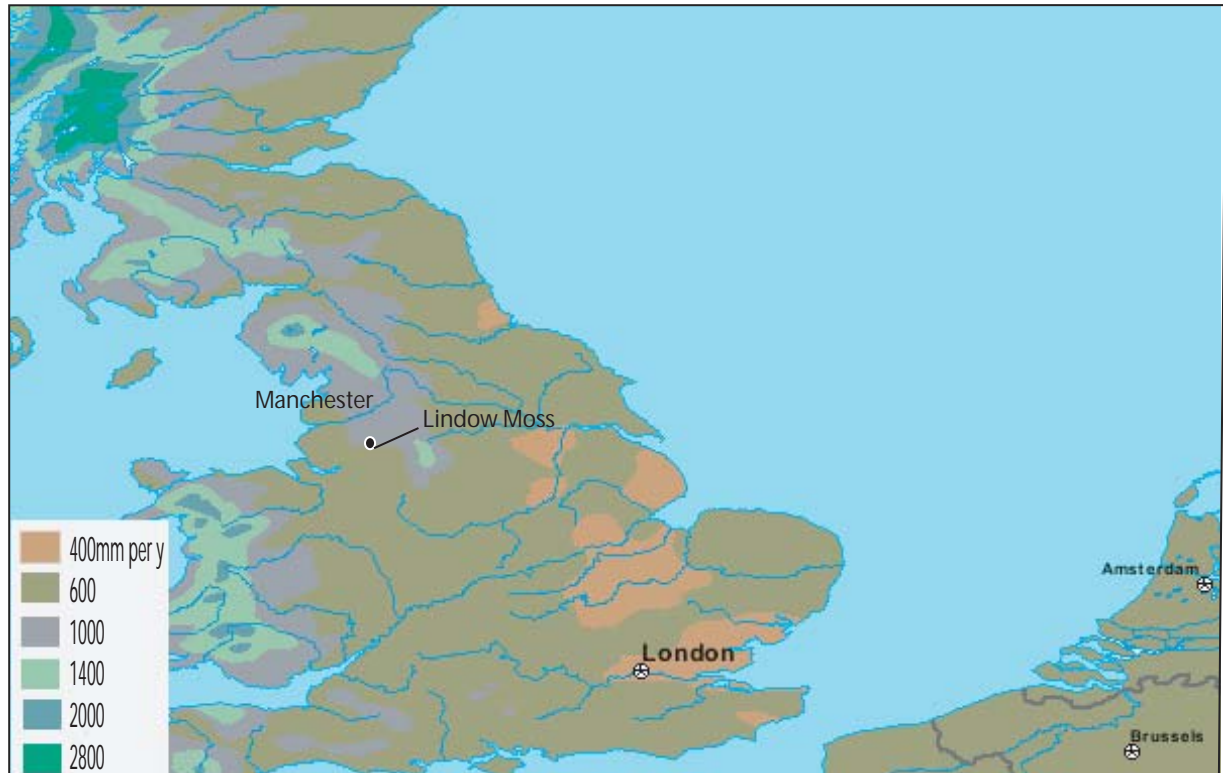 Manchester
Lindow Moss
400mm per y
600
1000
1400
2000
2800
London
Amsterdam
Brussels